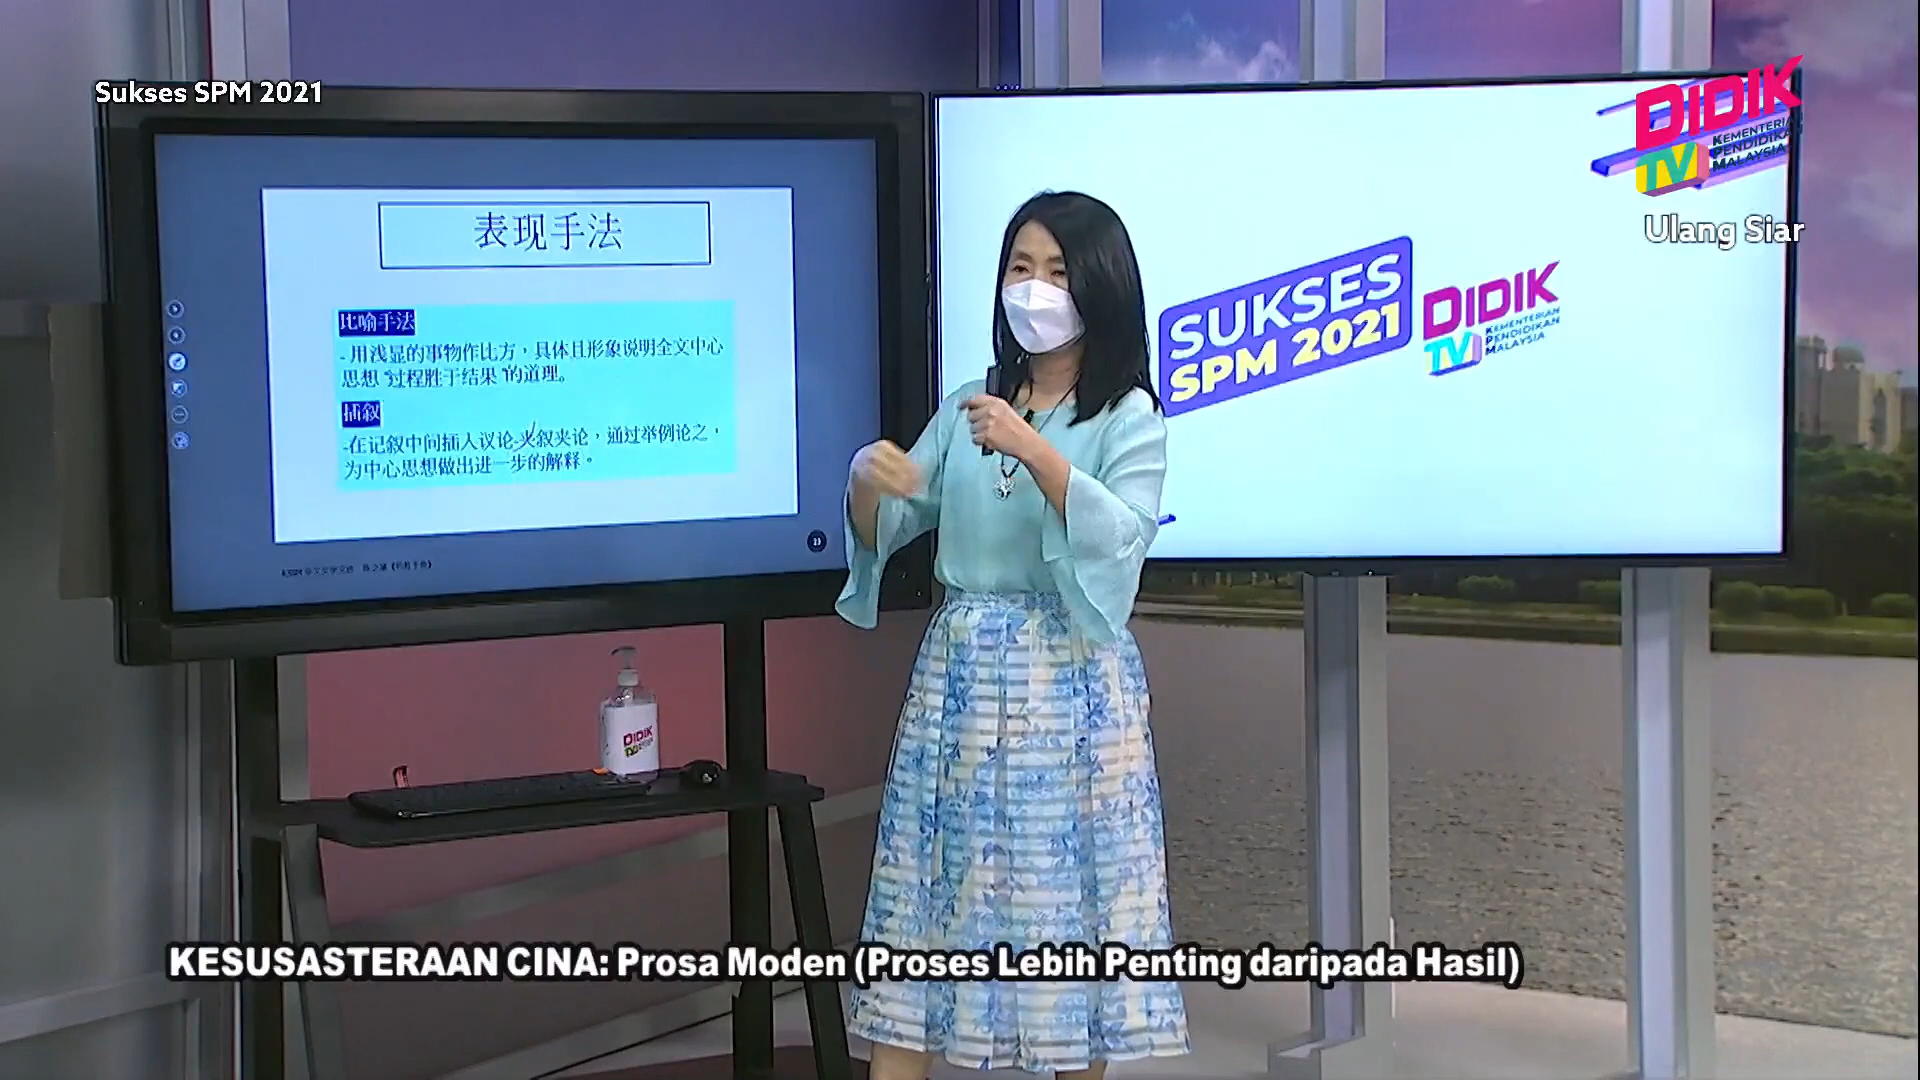 Sukses SPM 2021
DIDIK
TV
KEMENTERIAN
PENDIDIKAN
MALAYSIA
Ulang Siar
表现手法
比喻手法
- 用浅显的事物作比方，具体且形象说明全文中心
思想“过程胜于结果”的道理。
插叙
-在记叙中间插入议论-夹叙夹论，通过举例论之，
为中心思想做出进一步的解释。
SUKSES
SPM 2021
DIDIK
TV
KEMENTERIAN
PENDIDIKAN
MALAYSIA
DIDIK
TV
KESUSASTERAAN CINA: Prosa Moden (Proses Lebih Penting daripada Hasil)